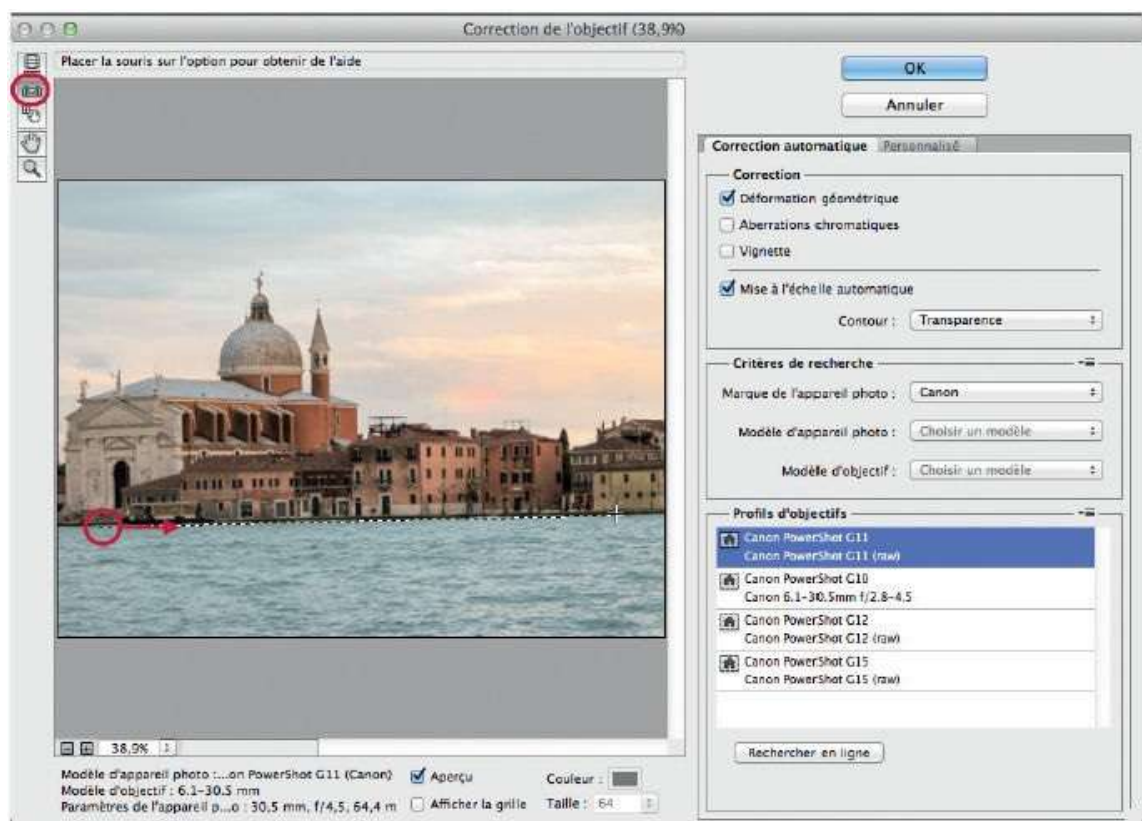 Correction de l'objectif (38,9%)
Placer la souris sur l'option pour obtenir de l'aide
OK
Annuler
Correction automatique Personnalisé
Correction
Déformation géométrique
Aberrations chromatiques
Vignette
Mise à l'échelle automatique
Contour : Transparence
Critères de recherche
Marque de l'appareil photo : Canon
Modèle d'appareil photo : Choisir un modèle
Modèle d'objectif : Choisir un modèle
Profils d'objectifs
Canon PowerShot G11
Canon PowerShot G11 (raw)
Canon PowerShot G10
Canon 6.1-30.5mm f/2.8-4.5
Canon PowerShot G12
Canon PowerShot G12 (raw)
Canon PowerShot G15
Canon PowerShot G15 (raw)
Rechercher en ligne
38,9%
Modèle d'appareil photo :...on PowerShot G11 (Canon)
Modèle d'objectif : 6.1-30.5 mm
Paramètres de l'appareil p...o : 30,5 mm, f/4,5, 64,4 m
Aperçu
Afficher la grille
Couleur :
Taille : 64